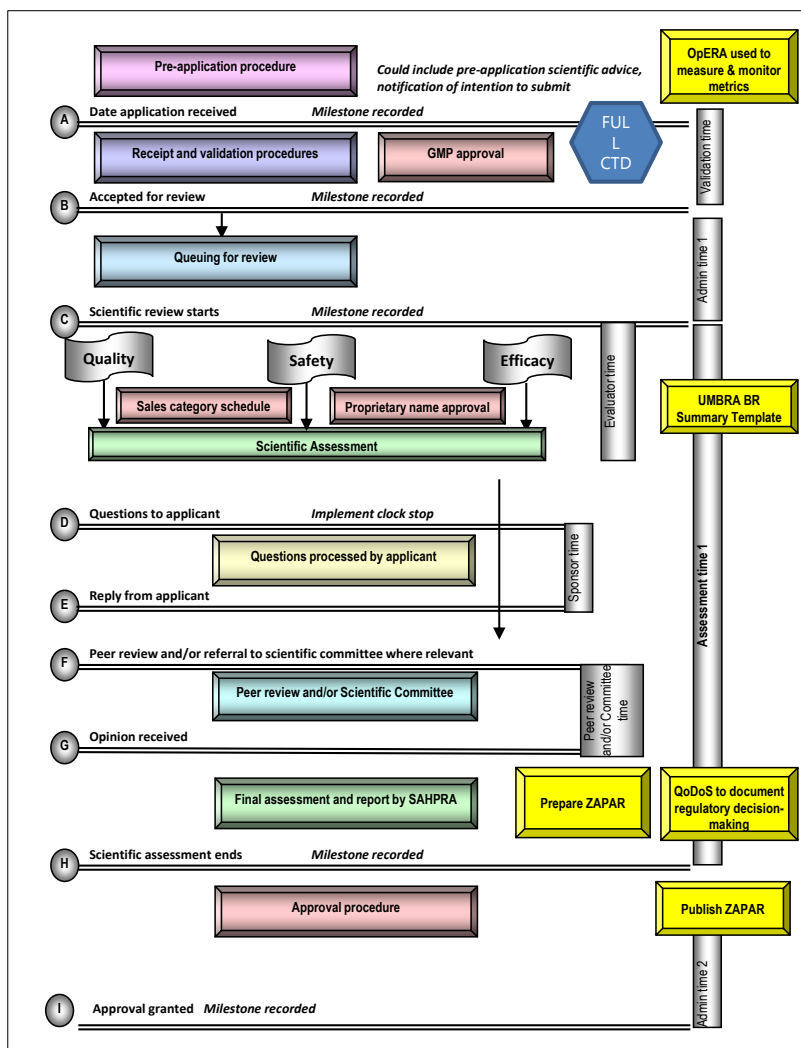 Pre-application procedure
Could include pre-application scientific advice,
notification of intention to submit
OpERA used to
measure & monitor
metrics
A
Date application received
Milestone recorded
FUL
L
CTD
Receipt and validation procedures
GMP approval
Validation time
B
Accepted for review
Milestone recorded
Queuing for review
Admin time 1
C
Scientific review starts
Milestone recorded
Quality
Safety
Efficacy
Evaluator time
Sales category schedule
Proprietary name approval
UMBRA BR
Summary Template
Scientific Assessment
D
Questions to applicant
Implement clock stop
Questions processed by applicant
Sponsor time
Assessment time 1
E
Reply from applicant
F
Peer review and/or referral to scientific committee where relevant
Peer review and/or Scientific Committee
Peer review
and/or Committee
time
G
Opinion received
Final assessment and report by SAHPRA
Prepare ZAPAR
QoDoS to document
regulatory decision-
making
H
Scientific assessment ends
Milestone recorded
Approval procedure
Publish ZAPAR
Admin time 2
I
Approval granted
Milestone recorded